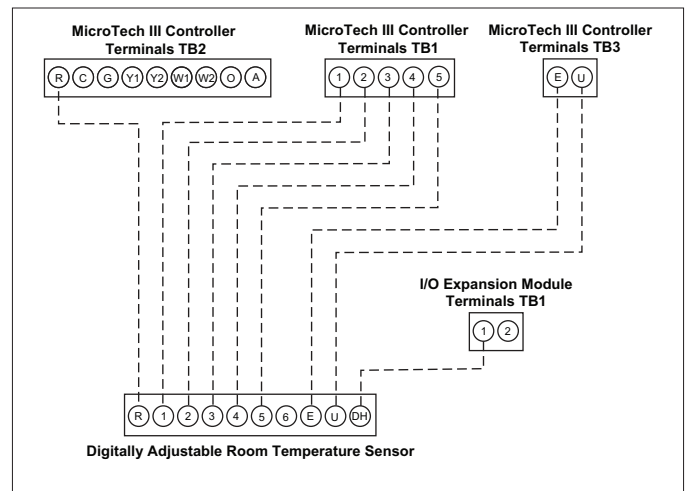 MicroTech III Controller
Terminals TB2
R C G Y1 Y2 W1 W2 O A
MicroTech III Controller
Terminals TB1
1 2 3 4 5
MicroTech III Controller
Terminals TB3
E U
I/O Expansion Module
Terminals TB1
1 2
R 1 2 3 4 5 6 E U DH
Digitally Adjustable Room Temperature Sensor